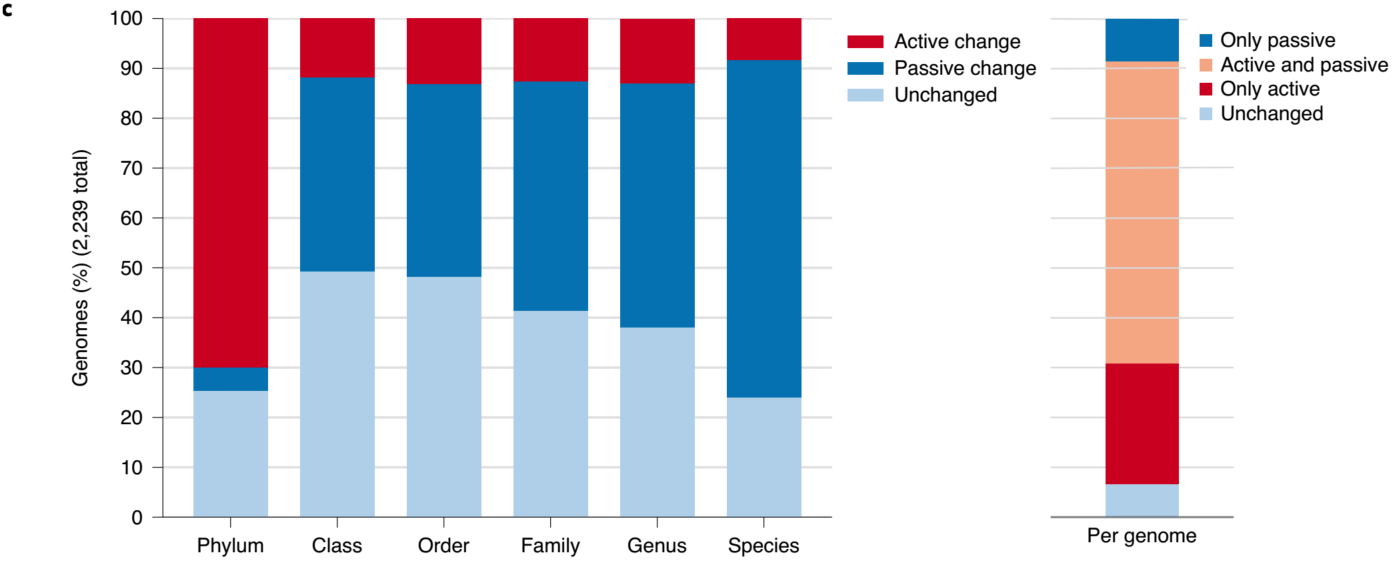 c
Genomes (%) (2,239 total)
100
90
80
70
60
50
40
30
20
10
0
Phylum
Class
Order
Family
Genus
Species
Active change
Passive change
Unchanged
Only passive
Active and passive
Only active
Unchanged
Per genome